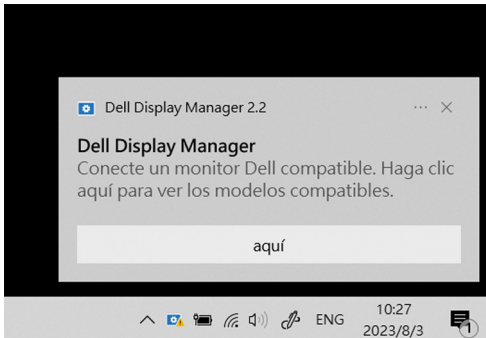 Dell Display Manager 2.2
Dell Display Manager
Conecte un monitor Dell compatible. Haga clic
aquí para ver los modelos compatibles.
aquí
ENG
10:27
2023/8/3
1